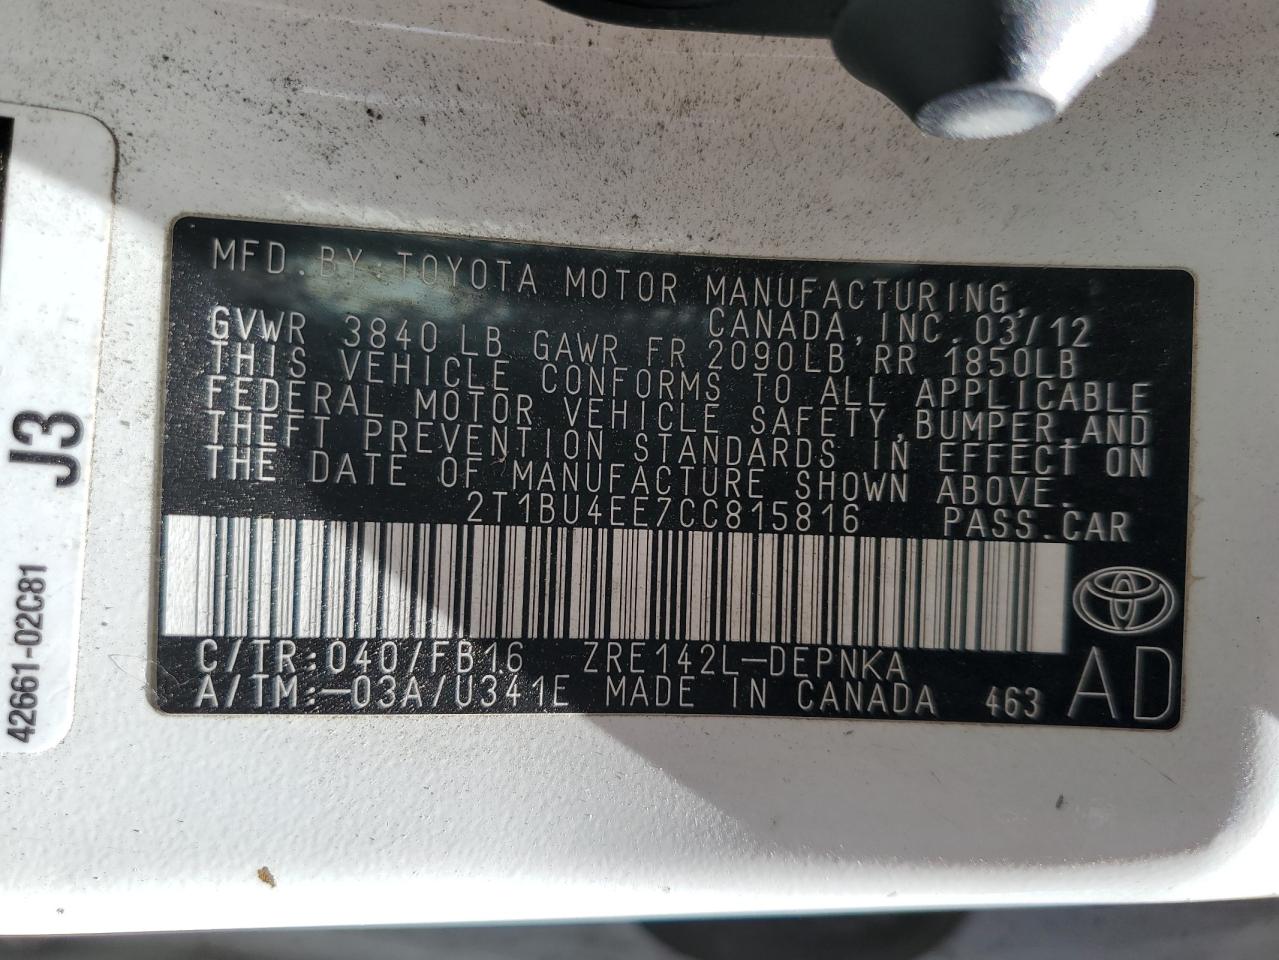 MFD.BY TOYOTA MOTOR MANUFACTURING,
CANADA,INC.03/12
GVWR 3840LB GAWR FR 2090LB RR 1850LB
THIS VEHICLE CONFORMS TO ALL APPLICABLE
FEDERAL MOTOR VEHICLE SAFETY,BUMPER,AND
THEFT PREVENTION STANDARDS IN EFFECT ON
THE DATE OF MANUFACTURE SHOWN ABOVE.
2T1BU4EE7CC815816 PASS.CAR
C/TR:040/FB16 ZRE142L-DEPNKA
A/TM:-03A/U341E MADE IN CANADA 463
AD
J3
42661-02C81